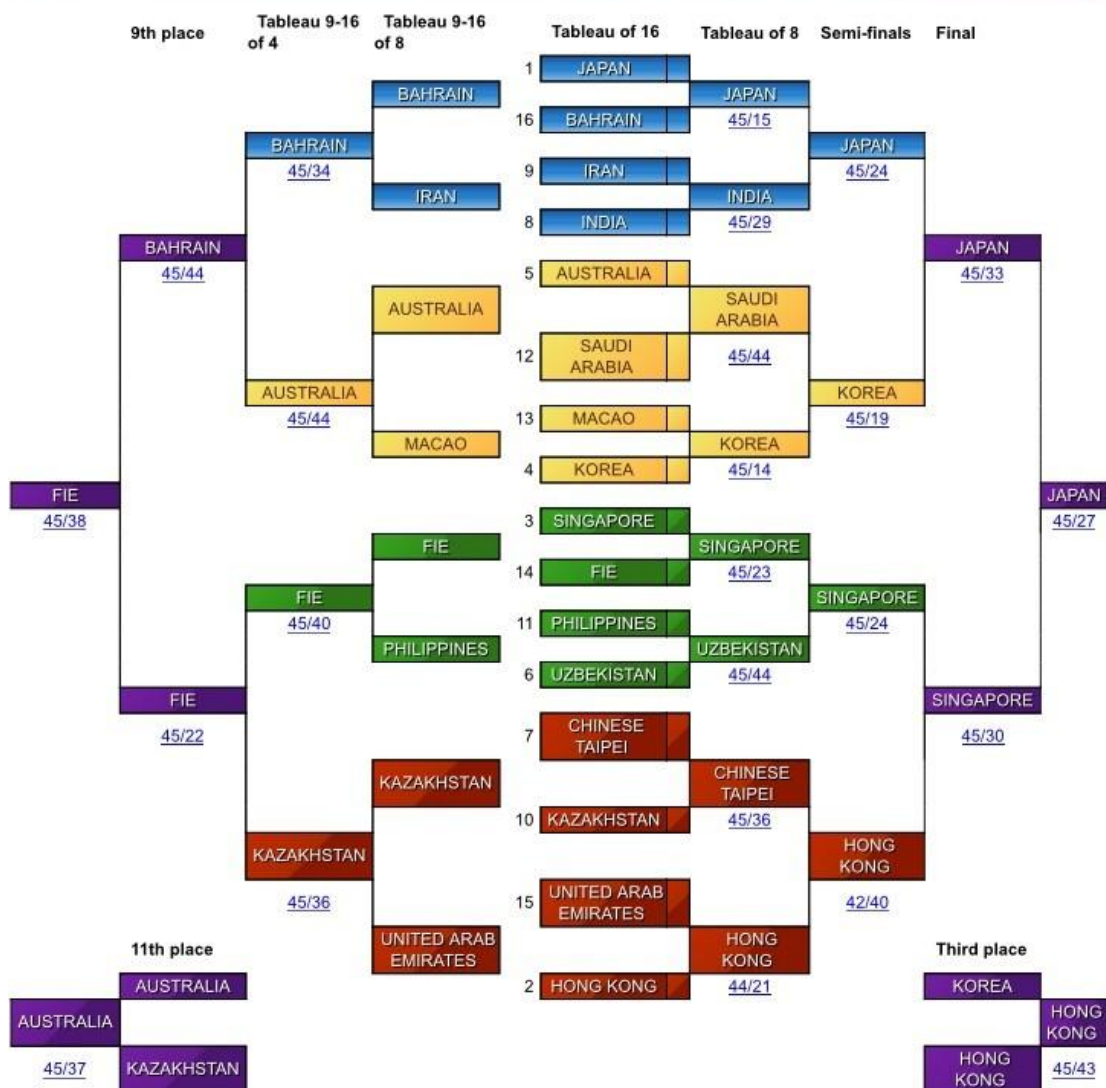 9th place
Tableau 9-16
of 4
Tableau 9-16
of 8
Tableau of 16
Tableau of 8
Semi-finals
Final
1
JAPAN
BAHRAIN
JAPAN
16
BAHRAIN
45/15
BAHRAIN
JAPAN
45/34
9
IRAN
45/24
IRAN
INDIA
8
INDIA
45/29
BAHRAIN
JAPAN
45/44
5
AUSTRALIA
45/33
AUSTRALIA
SAUDI
ARABIA
12
SAUDI
ARABIA
45/44
AUSTRALIA
KOREA
45/44
13
MACAO
45/19
MACAO
KOREA
4
KOREA
45/14
FIE
JAPAN
45/38
3
SINGAPORE
45/27
FIE
SINGAPORE
14
FIE
45/23
FIE
SINGAPORE
45/40
11
PHILIPPINES
45/24
PHILIPPINES
UZBEKISTAN
6
UZBEKISTAN
45/44
FIE
SINGAPORE
45/22
7
CHINESE
TAIPEI
45/30
KAZAKHSTAN
CHINESE
TAIPEI
10
KAZAKHSTAN
45/36
KAZAKHSTAN
HONG
KONG
45/36
15
UNITED ARAB
EMIRATES
42/40
UNITED ARAB
EMIRATES
HONG
KONG
2
HONG KONG
44/21
11th place
AUSTRALIA
AUSTRALIA
45/37
KAZAKHSTAN
Third place
KOREA
HONG
KONG
HONG
KONG
45/43